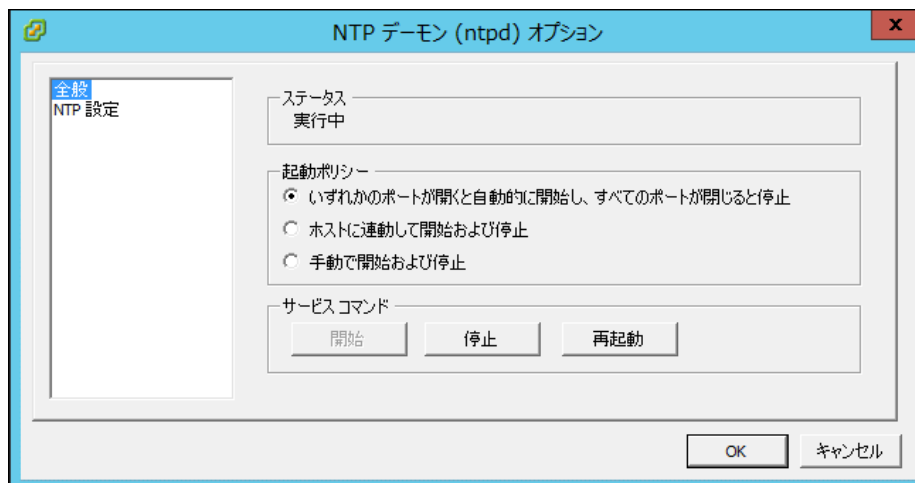 NTP デーモン (ntpd) オプション
x
全般
NTP 設定
ステータス
実行中
起動ポリシー
いずれかのポートが開くと自動的に開始し、すべてのポートが閉じると停止
ホストに連動して開始および停止
手動で開始および停止
サービス コマンド
開始 停止 再起動
OK キャンセル